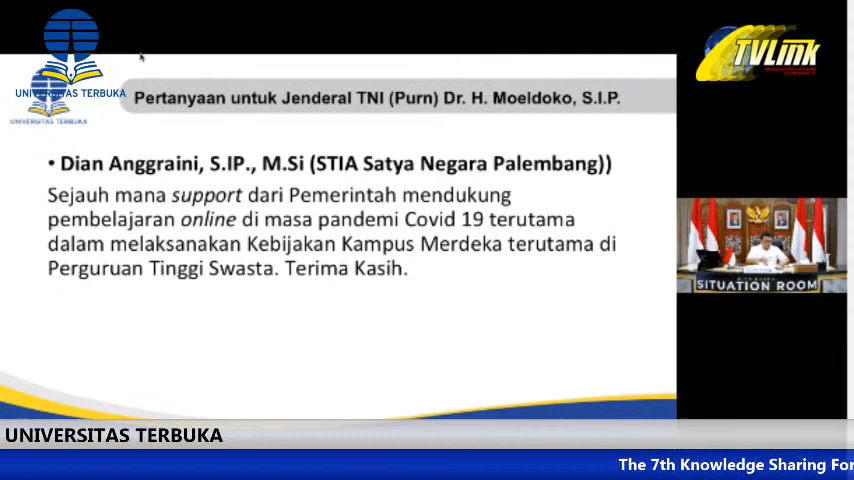 UNIVERSITAS TERBUKA
UNIVERSITAS TERBUKA
TVLink
Pertanyaan untuk Jenderal TNI (Purn) Dr. H. Moeldoko, S.I.P.
• Dian Anggraini, S.IP., M.Si (STIA Satya Negara Palembang))
Sejauh mana support dari Pemerintah mendukung
pembelajaran online di masa pandemi Covid 19 terutama
dalam melaksanakan Kebijakan Kampus Merdeka terutama di
Perguruan Tinggi Swasta. Terima Kasih.
SITUATION ROOM
UNIVERSITAS TERBUKA
The 7th Knowledge Sharing For